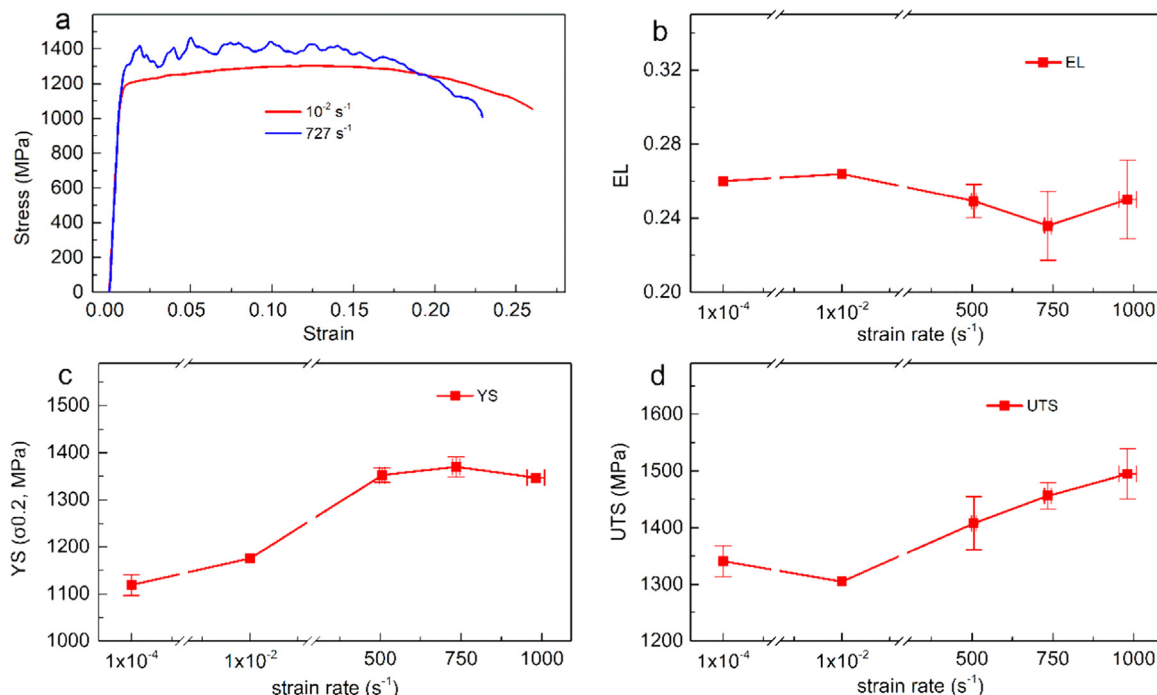 a
Stress (MPa)
1400
1200
1000
800
600
400
200
0
0.00 0.05 0.10 0.15 0.20 0.25
Strain
10⁻² s⁻¹
727 s⁻¹
b
EL
0.32
0.28
0.24
0.20
1x10⁻⁴ 1x10⁻² 500 750 1000
strain rate (s⁻¹)
EL
c
YS (σ0.2, MPa)
1500
1400
1300
1200
1100
1000
1x10⁻⁴ 1x10⁻² 500 750 1000
strain rate (s⁻¹)
YS
d
UTS (MPa)
1600
1500
1400
1300
1200
1x10⁻⁴ 1x10⁻² 500 750 1000
strain rate (s⁻¹)
UTS